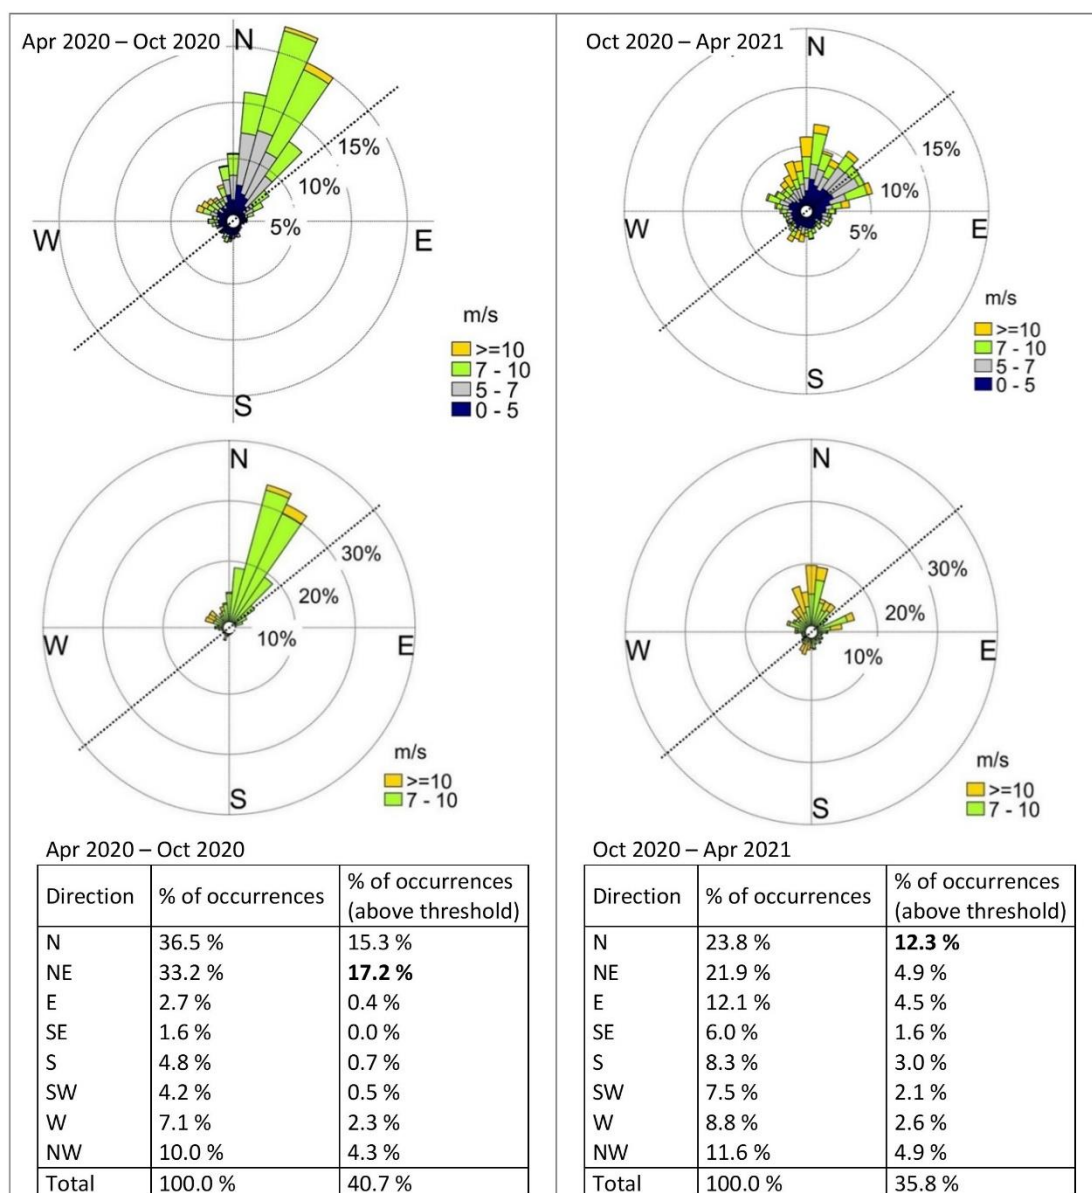 Apr 2020 – Oct 2020
N
15%
10%
5%
W
E
S
m/s
>=10
7 - 10
5 - 7
0 - 5
N
30%
20%
10%
W
E
S
m/s
>=10
7 - 10
Apr 2020 – Oct 2020
Direction % of occurrences % of occurrences
(above threshold)
N 36.5 % 15.3 %
NE 33.2 % 17.2 %
E 2.7 % 0.4 %
SE 1.6 % 0.0 %
S 4.8 % 0.7 %
SW 4.2 % 0.5 %
W 7.1 % 2.3 %
NW 10.0 % 4.3 %
Total 100.0 % 40.7 %
Oct 2020 – Apr 2021
N
15%
10%
5%
W
E
S
m/s
>=10
7 - 10
5 - 7
0 - 5
N
30%
20%
10%
W
E
S
m/s
>=10
7 - 10
Oct 2020 – Apr 2021
Direction % of occurrences % of occurrences
(above threshold)
N 23.8 % 12.3 %
NE 21.9 % 4.9 %
E 12.1 % 4.5 %
SE 6.0 % 1.6 %
S 8.3 % 3.0 %
SW 7.5 % 2.1 %
W 8.8 % 2.6 %
NW 11.6 % 4.9 %
Total 100.0 % 35.8 %